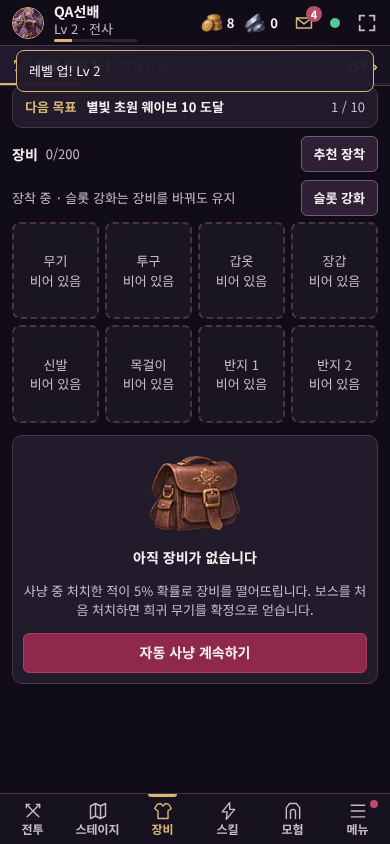 QA선배
Lv 2 · 전사
8
0
4
레벨 업! Lv 2
다음 목표 별빛 초원 웨이브 10 도달 1 / 10
장비 0/200 추천 장착
장착 중 · 슬롯 강화는 장비를 바꿔도 유지 슬롯 강화
무기 투구 갑옷 장갑
비어 있음 비어 있음 비어 있음 비어 있음
신발 목걸이 반지 1 반지 2
비어 있음 비어 있음 비어 있음 비어 있음
아직 장비가 없습니다
사냥 중 처치한 적이 5% 확률로 장비를 떨어뜨립니다. 보스를 처
음 처치하면 희귀 무기를 확정으로 얻습니다.
자동 사냥 계속하기
전투 스테이지 장비 스킬 모험 메뉴